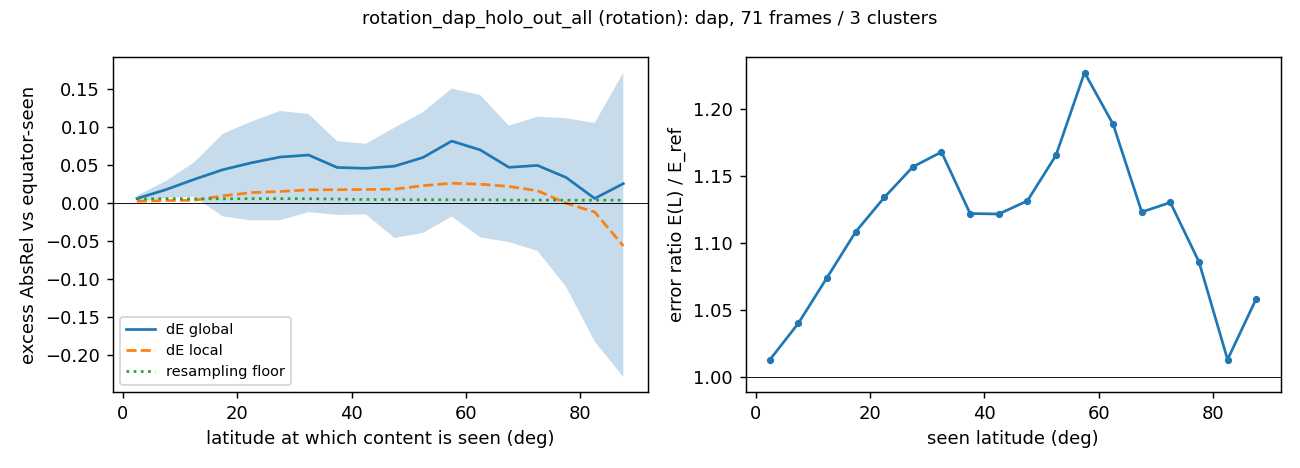 rotation_dap_holo_out_all (rotation): dap, 71 frames / 3 clusters
excess AbsRel vs equator-seen
0.15
0.10
0.05
0.00
−0.05
−0.10
−0.15
−0.20
dE global
dE local
resampling floor
0 20 40 60 80
latitude at which content is seen (deg)
error ratio E(L) / E_ref
1.20
1.15
1.10
1.05
1.00
0 20 40 60 80
seen latitude (deg)